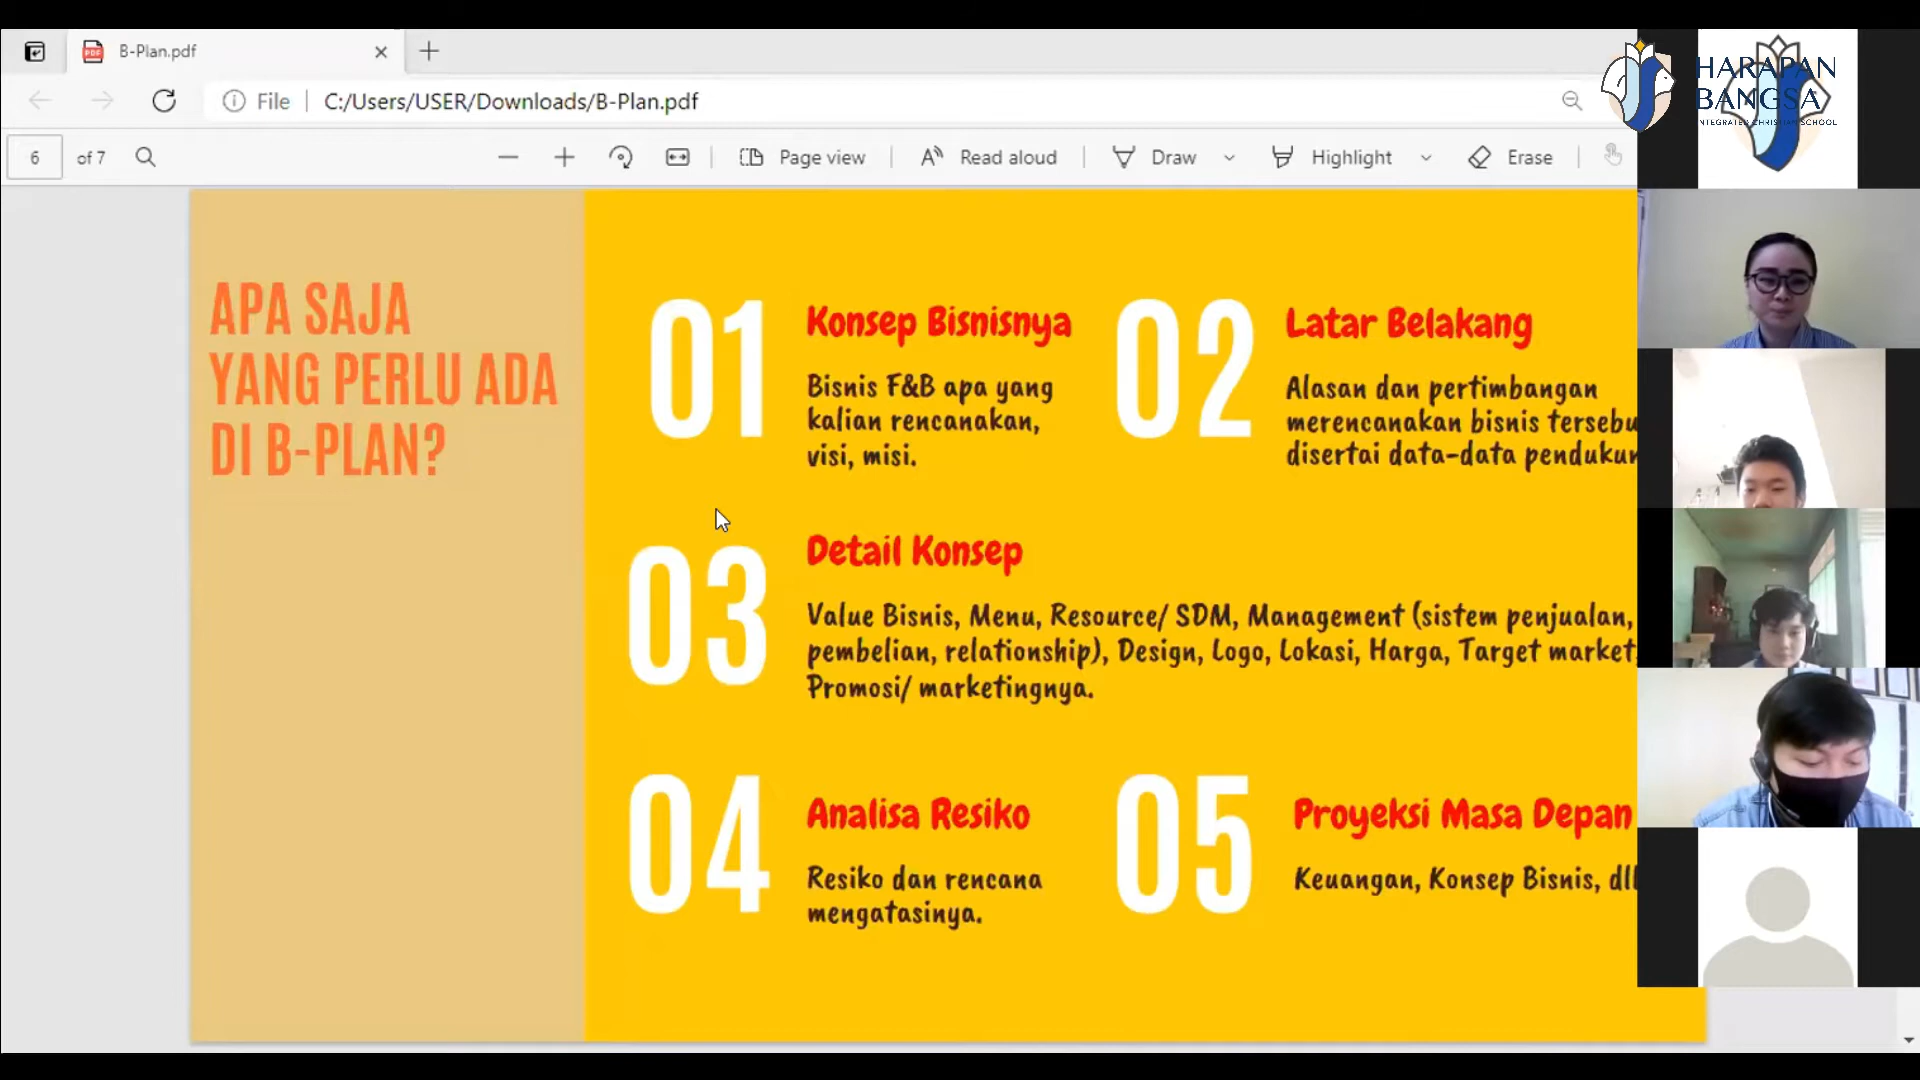 B-Plan.pdf
File
C:/Users/USER/Downloads/B-Plan.pdf
6 of 7
Page view
Read aloud
Draw
Highlight
Erase
HARAPAN
BANGSA
INTEGRATED CHRISTIAN SCHOOL
APA SAJA
YANG PERLU ADA
DI B-PLAN?
01
Konsep Bisnisnya
Bisnis F&B apa yang
kalian rencanakan,
visi, misi.
02
Latar Belakang
Alasan dan pertimbangan
merencanakan bisnis tersebu
disertai data-data pendukun
03
Detail Konsep
Value Bisnis, Menu, Resource/ SDM, Management (sistem penjualan,
pembelian, relationship), Design, Logo, Lokasi, Harga, Target market,
Promosi/ marketingnya.
04
Analisa Resiko
Resiko dan rencana
mengatasinya.
05
Proyeksi Masa Depan
Keuangan, Konsep Bisnis, dll